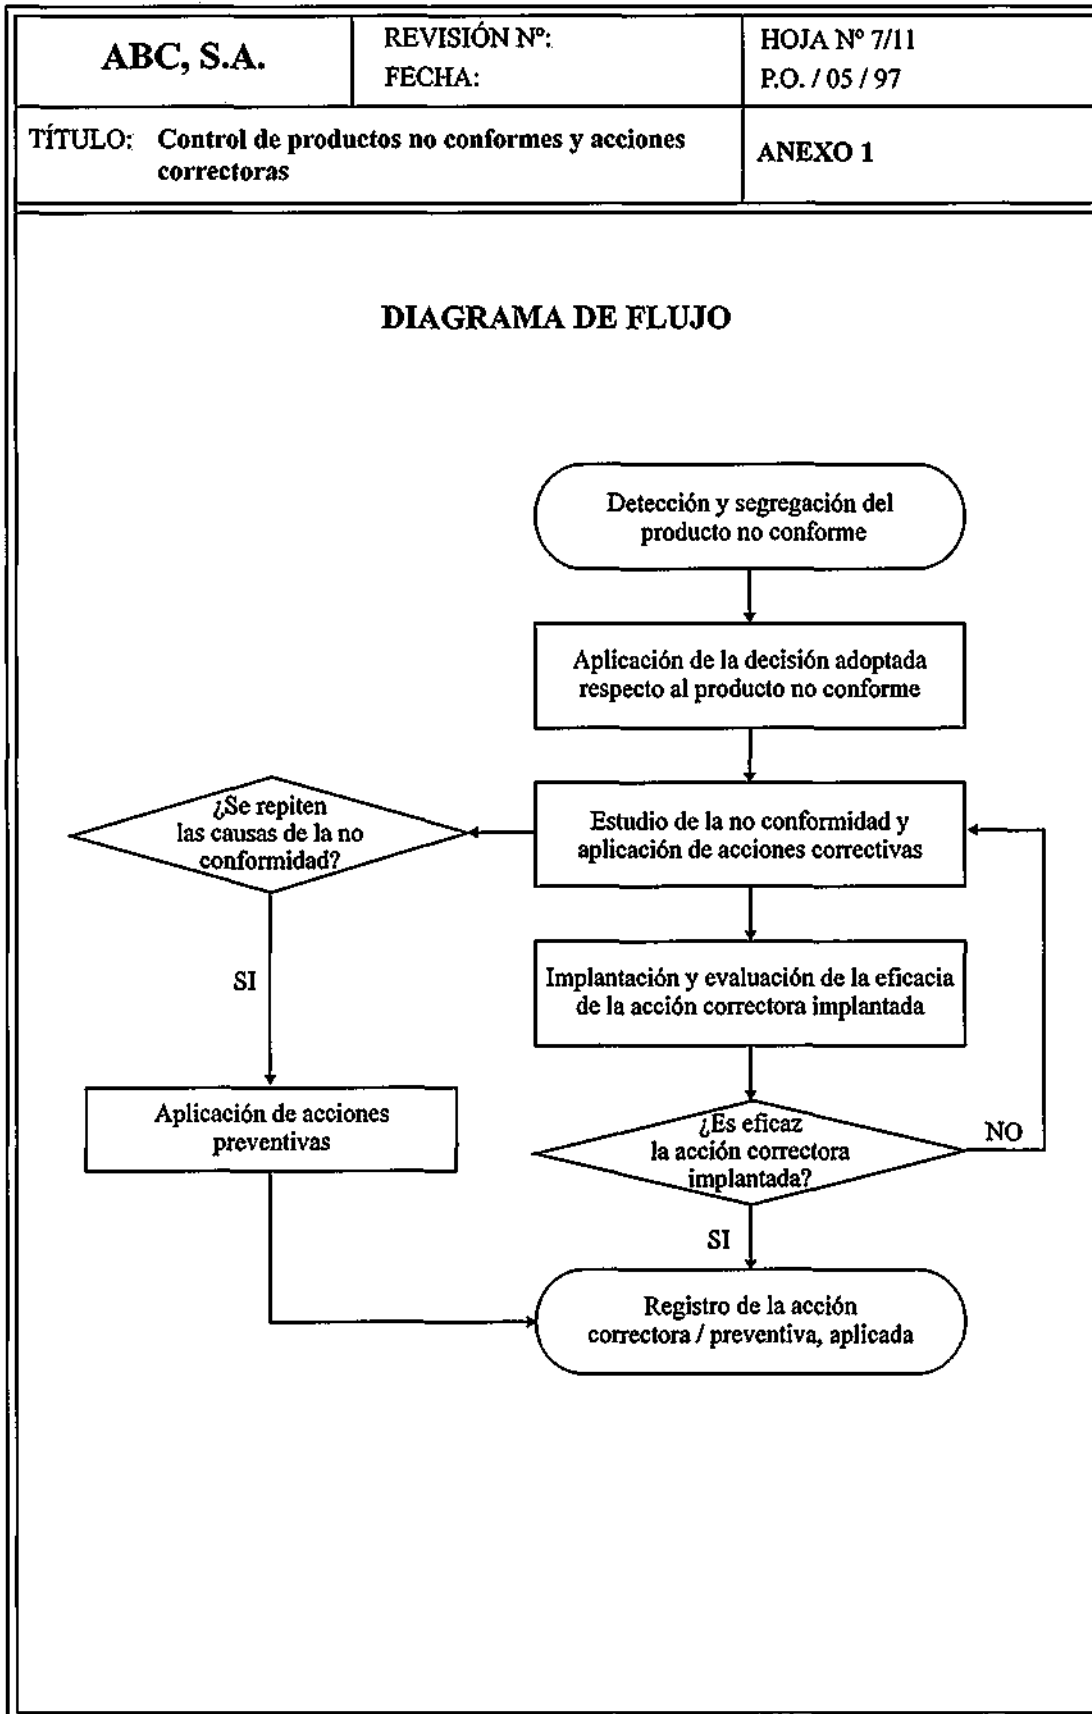 ABC, S.A.
REVISIÓN Nº:
FECHA:
HOJA Nº 7/11
P.O. / 05 / 97
TÍTULO: Control de productos no conformes y acciones
correctoras
ANEXO 1
DIAGRAMA DE FLUJO
Detección y segregación del
producto no conforme
Aplicación de la decisión adoptada
respecto al producto no conforme
¿Se repiten
las causas de la no
conformidad?
Estudio de la no conformidad y
aplicación de acciones correctivas
SI
Implantación y evaluación de la eficacia
de la acción correctora implantada
Aplicación de acciones
preventivas
¿Es eficaz
la acción correctora
implantada?
NO
SI
Registro de la acción
correctora / preventiva, aplicada